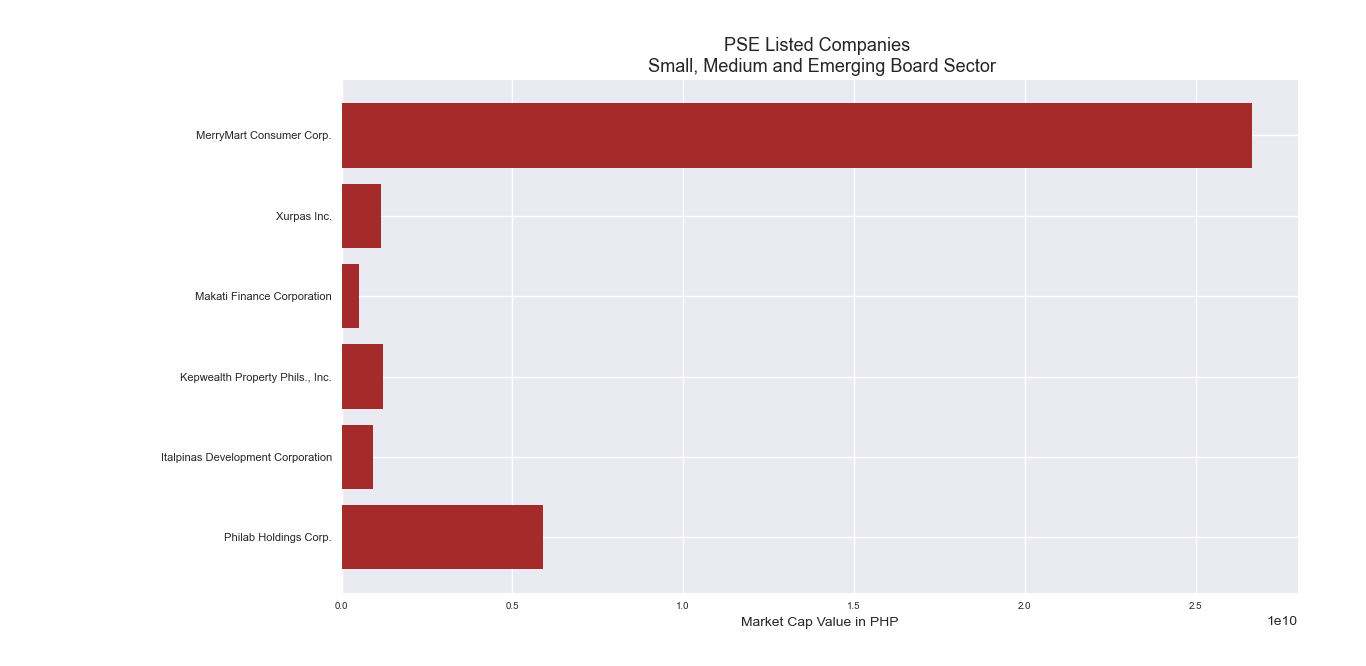 PSE Listed Companies
Small, Medium and Emerging Board Sector
MerryMart Consumer Corp.
Xurpas Inc.
Makati Finance Corporation
Kepwealth Property Phils., Inc.
Italpinas Development Corporation
Philab Holdings Corp.
0.0 0.5 1.0 1.5 2.0 2.5
Market Cap Value in PHP
1e10